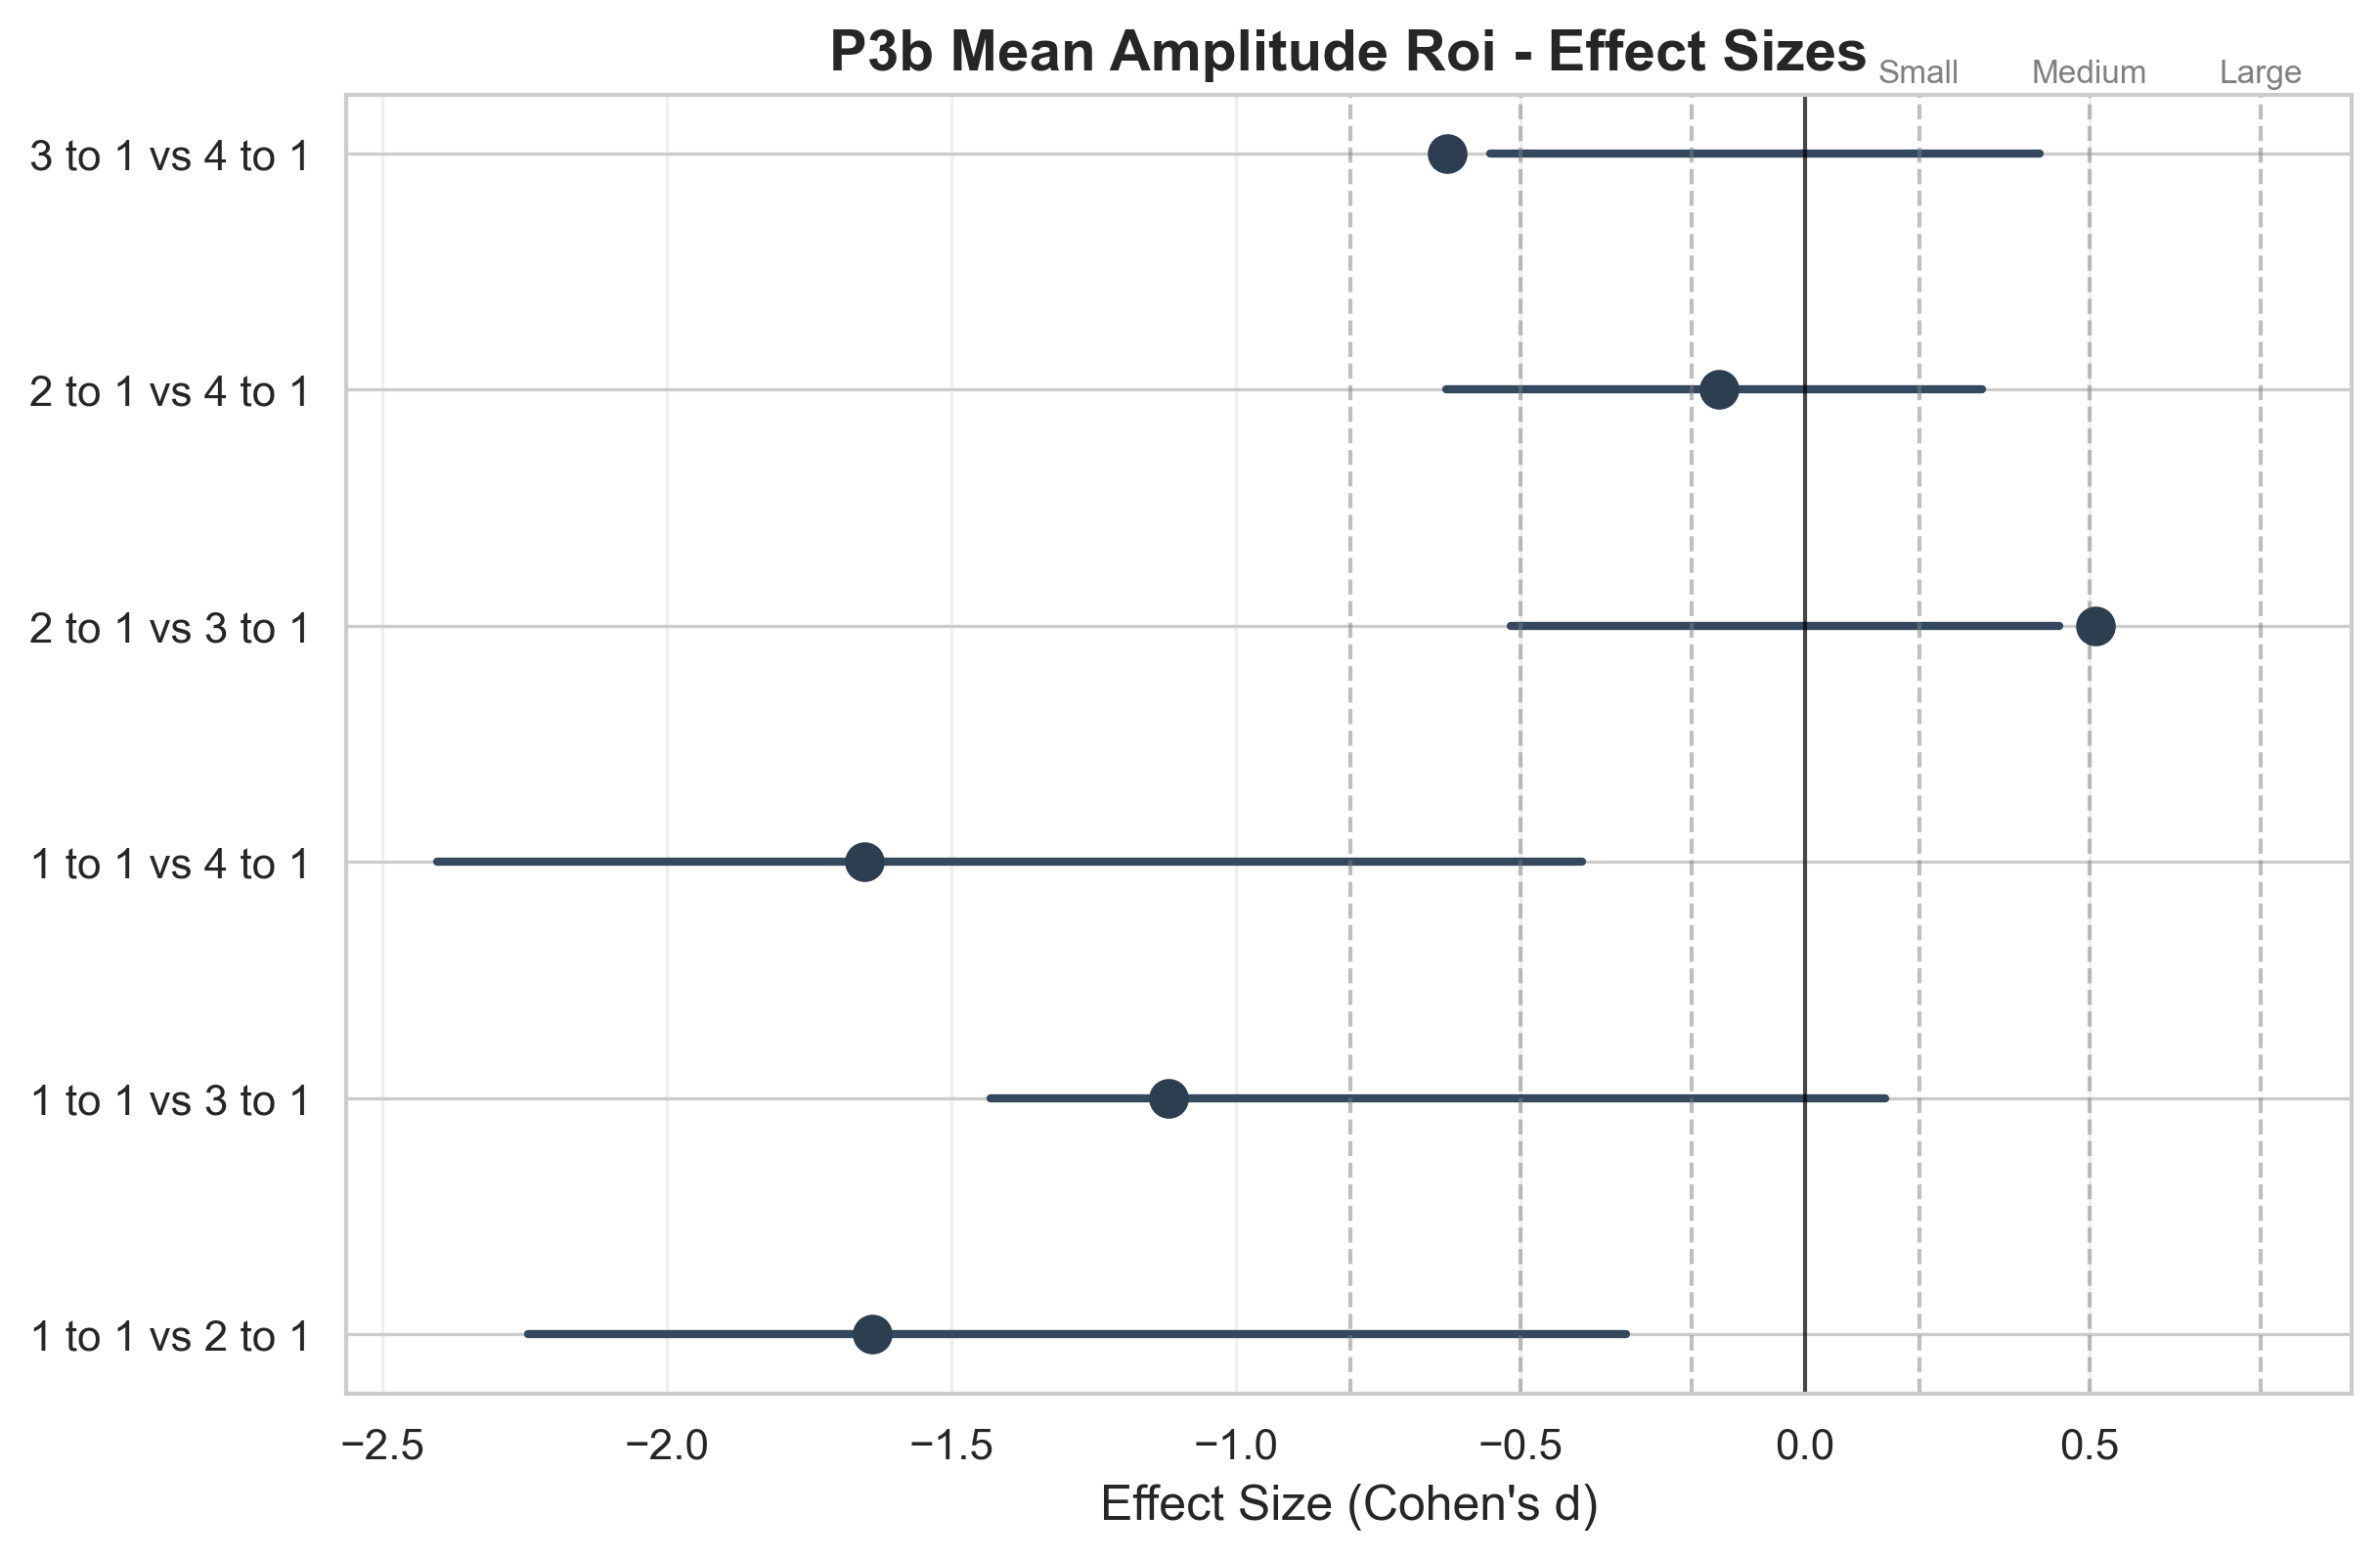 P3b Mean Amplitude Roi - Effect Sizes
Small Medium Large
3 to 1 vs 4 to 1
2 to 1 vs 4 to 1
2 to 1 vs 3 to 1
1 to 1 vs 4 to 1
1 to 1 vs 3 to 1
1 to 1 vs 2 to 1
−2.5 −2.0 −1.5 −1.0 −0.5 0.0 0.5
Effect Size (Cohen's d)